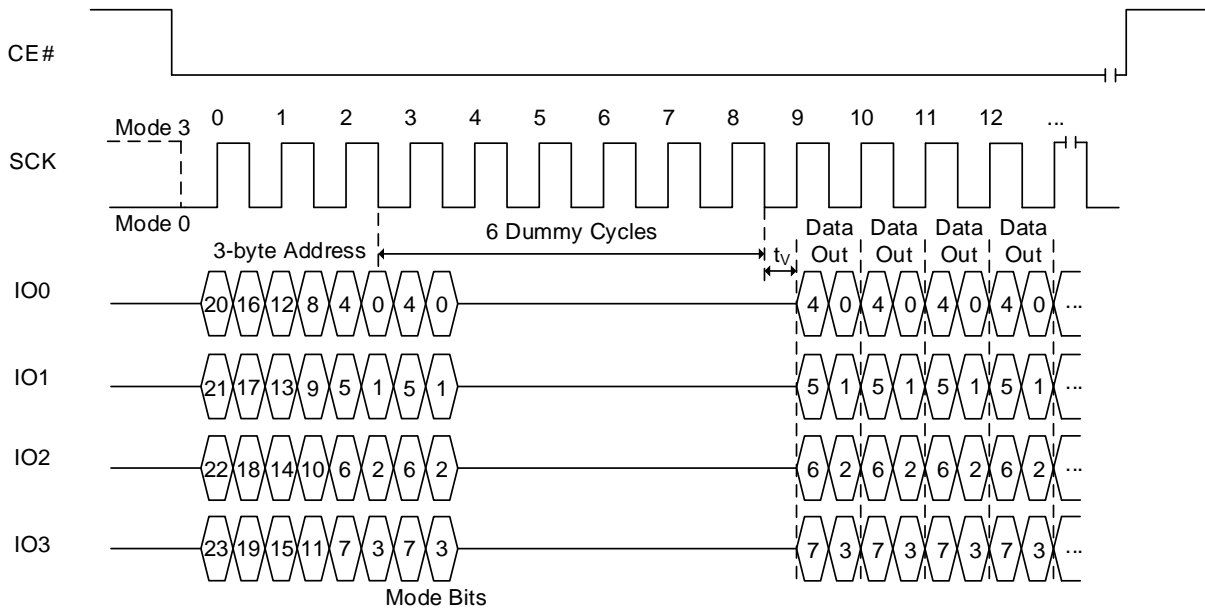 CE#
0 1 2 3 4 5 6 7 8 9 10 11 12 ...
Mode 3
SCK
Mode 0
6 Dummy Cycles
3-byte Address
tV
Data Out Data Out Data Out Data Out
IO0 20 16 12 8 4 0 4 0 4 0 4 0 4 0 4 0 ...
IO1 21 17 13 9 5 1 5 1 5 1 5 1 5 1 5 1 ...
IO2 22 18 14 10 6 2 6 2 6 2 6 2 6 2 6 2 ...
IO3 23 19 15 11 7 3 7 3 7 3 7 3 7 3 7 3 ...
Mode Bits